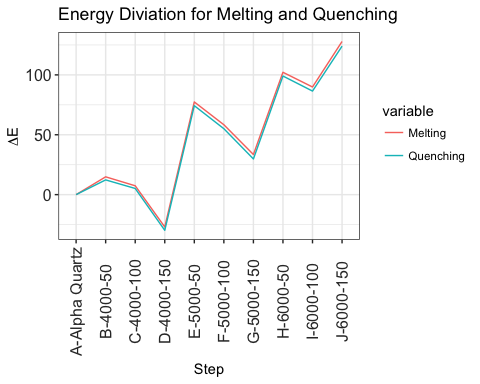 Energy Diviation for Melting and Quenching
ΔE
100
50
0
A-Alpha Quartz
B-4000-50
C-4000-100
D-4000-150
E-5000-50
F-5000-100
G-5000-150
H-6000-50
I-6000-100
J-6000-150
Step
variable
Melting
Quenching